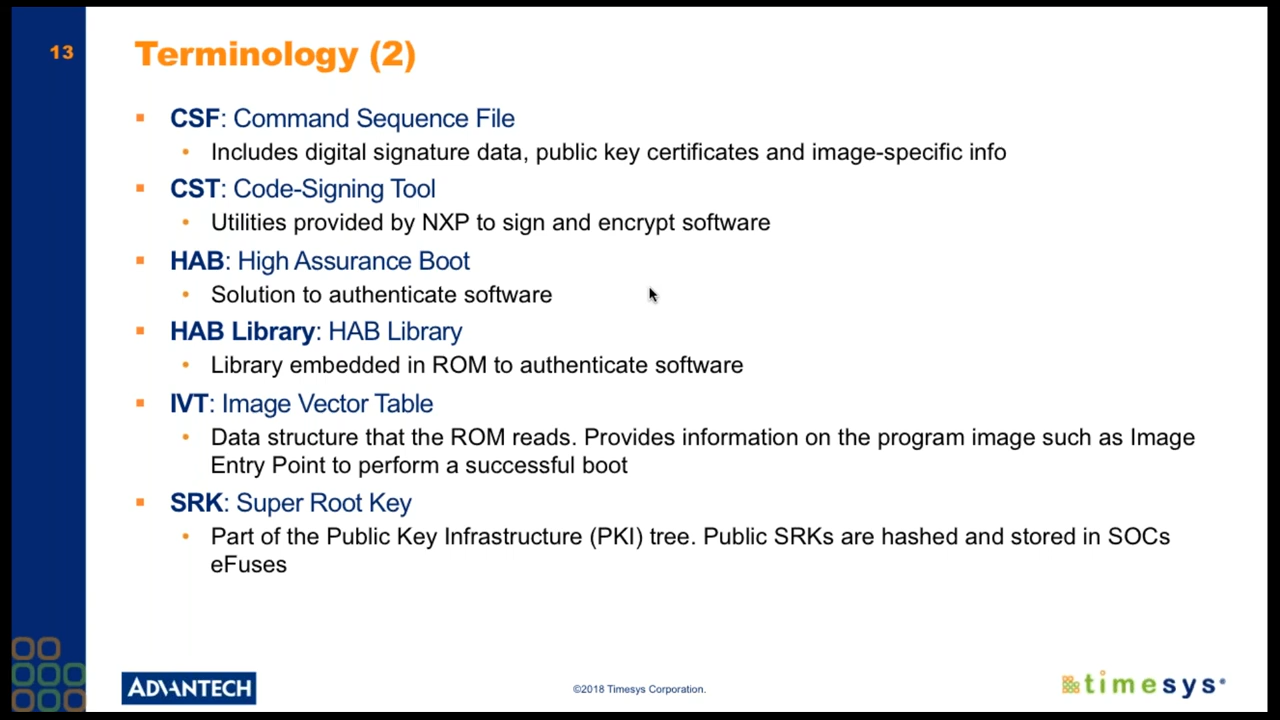 13
Terminology (2)
CSF: Command Sequence File
Includes digital signature data, public key certificates and image-specific info
CST: Code-Signing Tool
Utilities provided by NXP to sign and encrypt software
HAB: High Assurance Boot
Solution to authenticate software
HAB Library: HAB Library
Library embedded in ROM to authenticate software
IVT: Image Vector Table
Data structure that the ROM reads. Provides information on the program image such as Image
Entry Point to perform a successful boot
SRK: Super Root Key
Part of the Public Key Infrastructure (PKI) tree. Public SRKs are hashed and stored in SOCs
eFuses
ADVANTECH
©2018 Timesys Corporation.
timesys